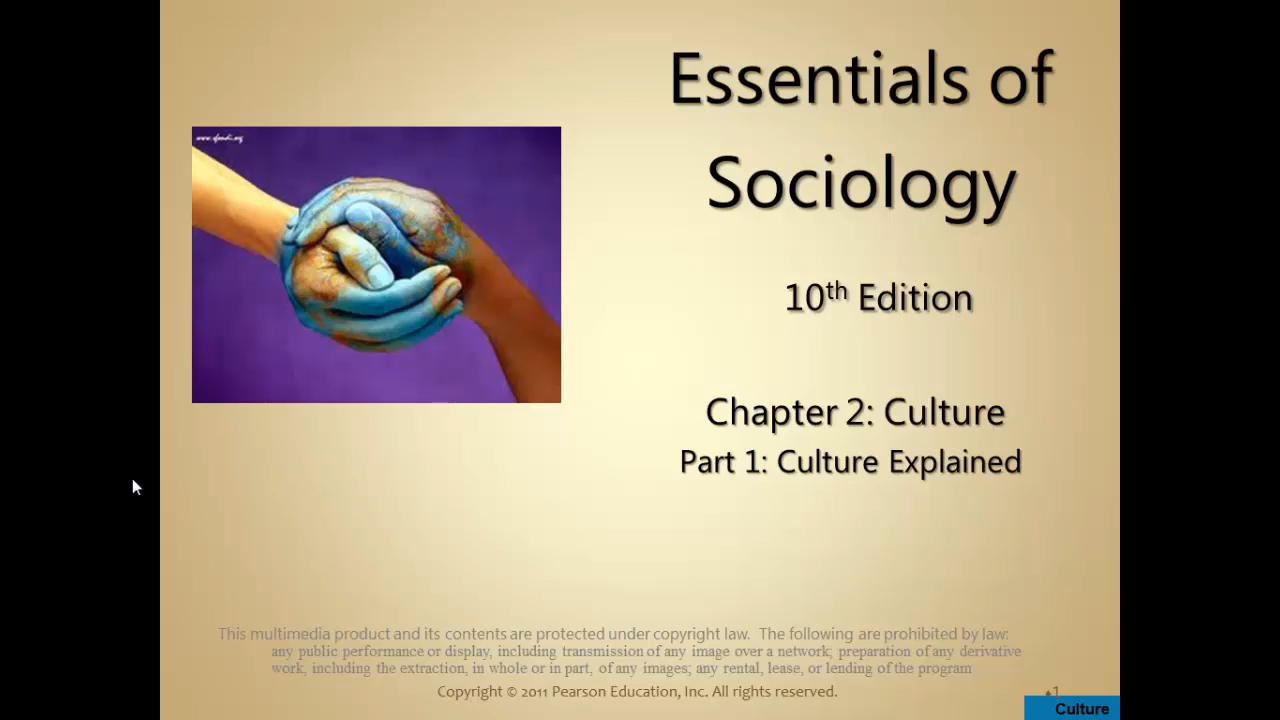 Essentials of
Sociology
10th Edition
Chapter 2: Culture
Part 1: Culture Explained
This multimedia product and its contents are protected under copyright law. The following are prohibited by law:
any public performance or display, including transmission of any image over a network; preparation of any derivative
work, including the extraction, in whole or in part, of any images; any rental, lease, or lending of the program
Copyright © 2011 Pearson Education, Inc. All rights reserved.
♦1
Culture